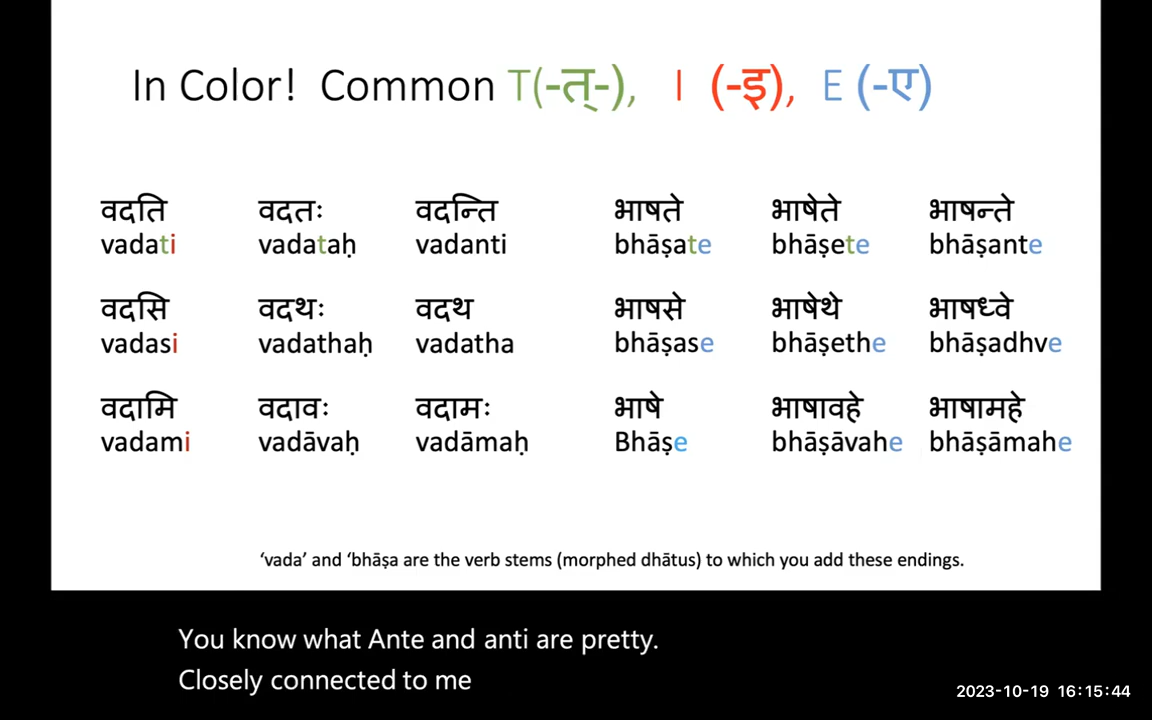 In Color! Common T(-त्-), I (-इ), E (-ए)
वदति वदतः वदन्ति भाषते भाषेते भाषन्ते
vadati vadataḥ vadanti bhāṣate bhāṣete bhāṣante
वदसि वदथः वदथ भाषसे भाषेथे भाषध्वे
vadasi vadathaḥ vadatha bhāṣase bhāṣethe bhāṣadhve
वदामि वदावः वदामः भाषे भाषावहे भाषामहे
vadami vadāvaḥ vadāmaḥ Bhāṣe bhāṣāvahe bhāṣāmahe
‘vada’ and ‘bhāṣa are the verb stems (morphed dhātus) to which you add these endings.
You know what Ante and anti are pretty.
Closely connected to me
2023-10-19 16:15:44